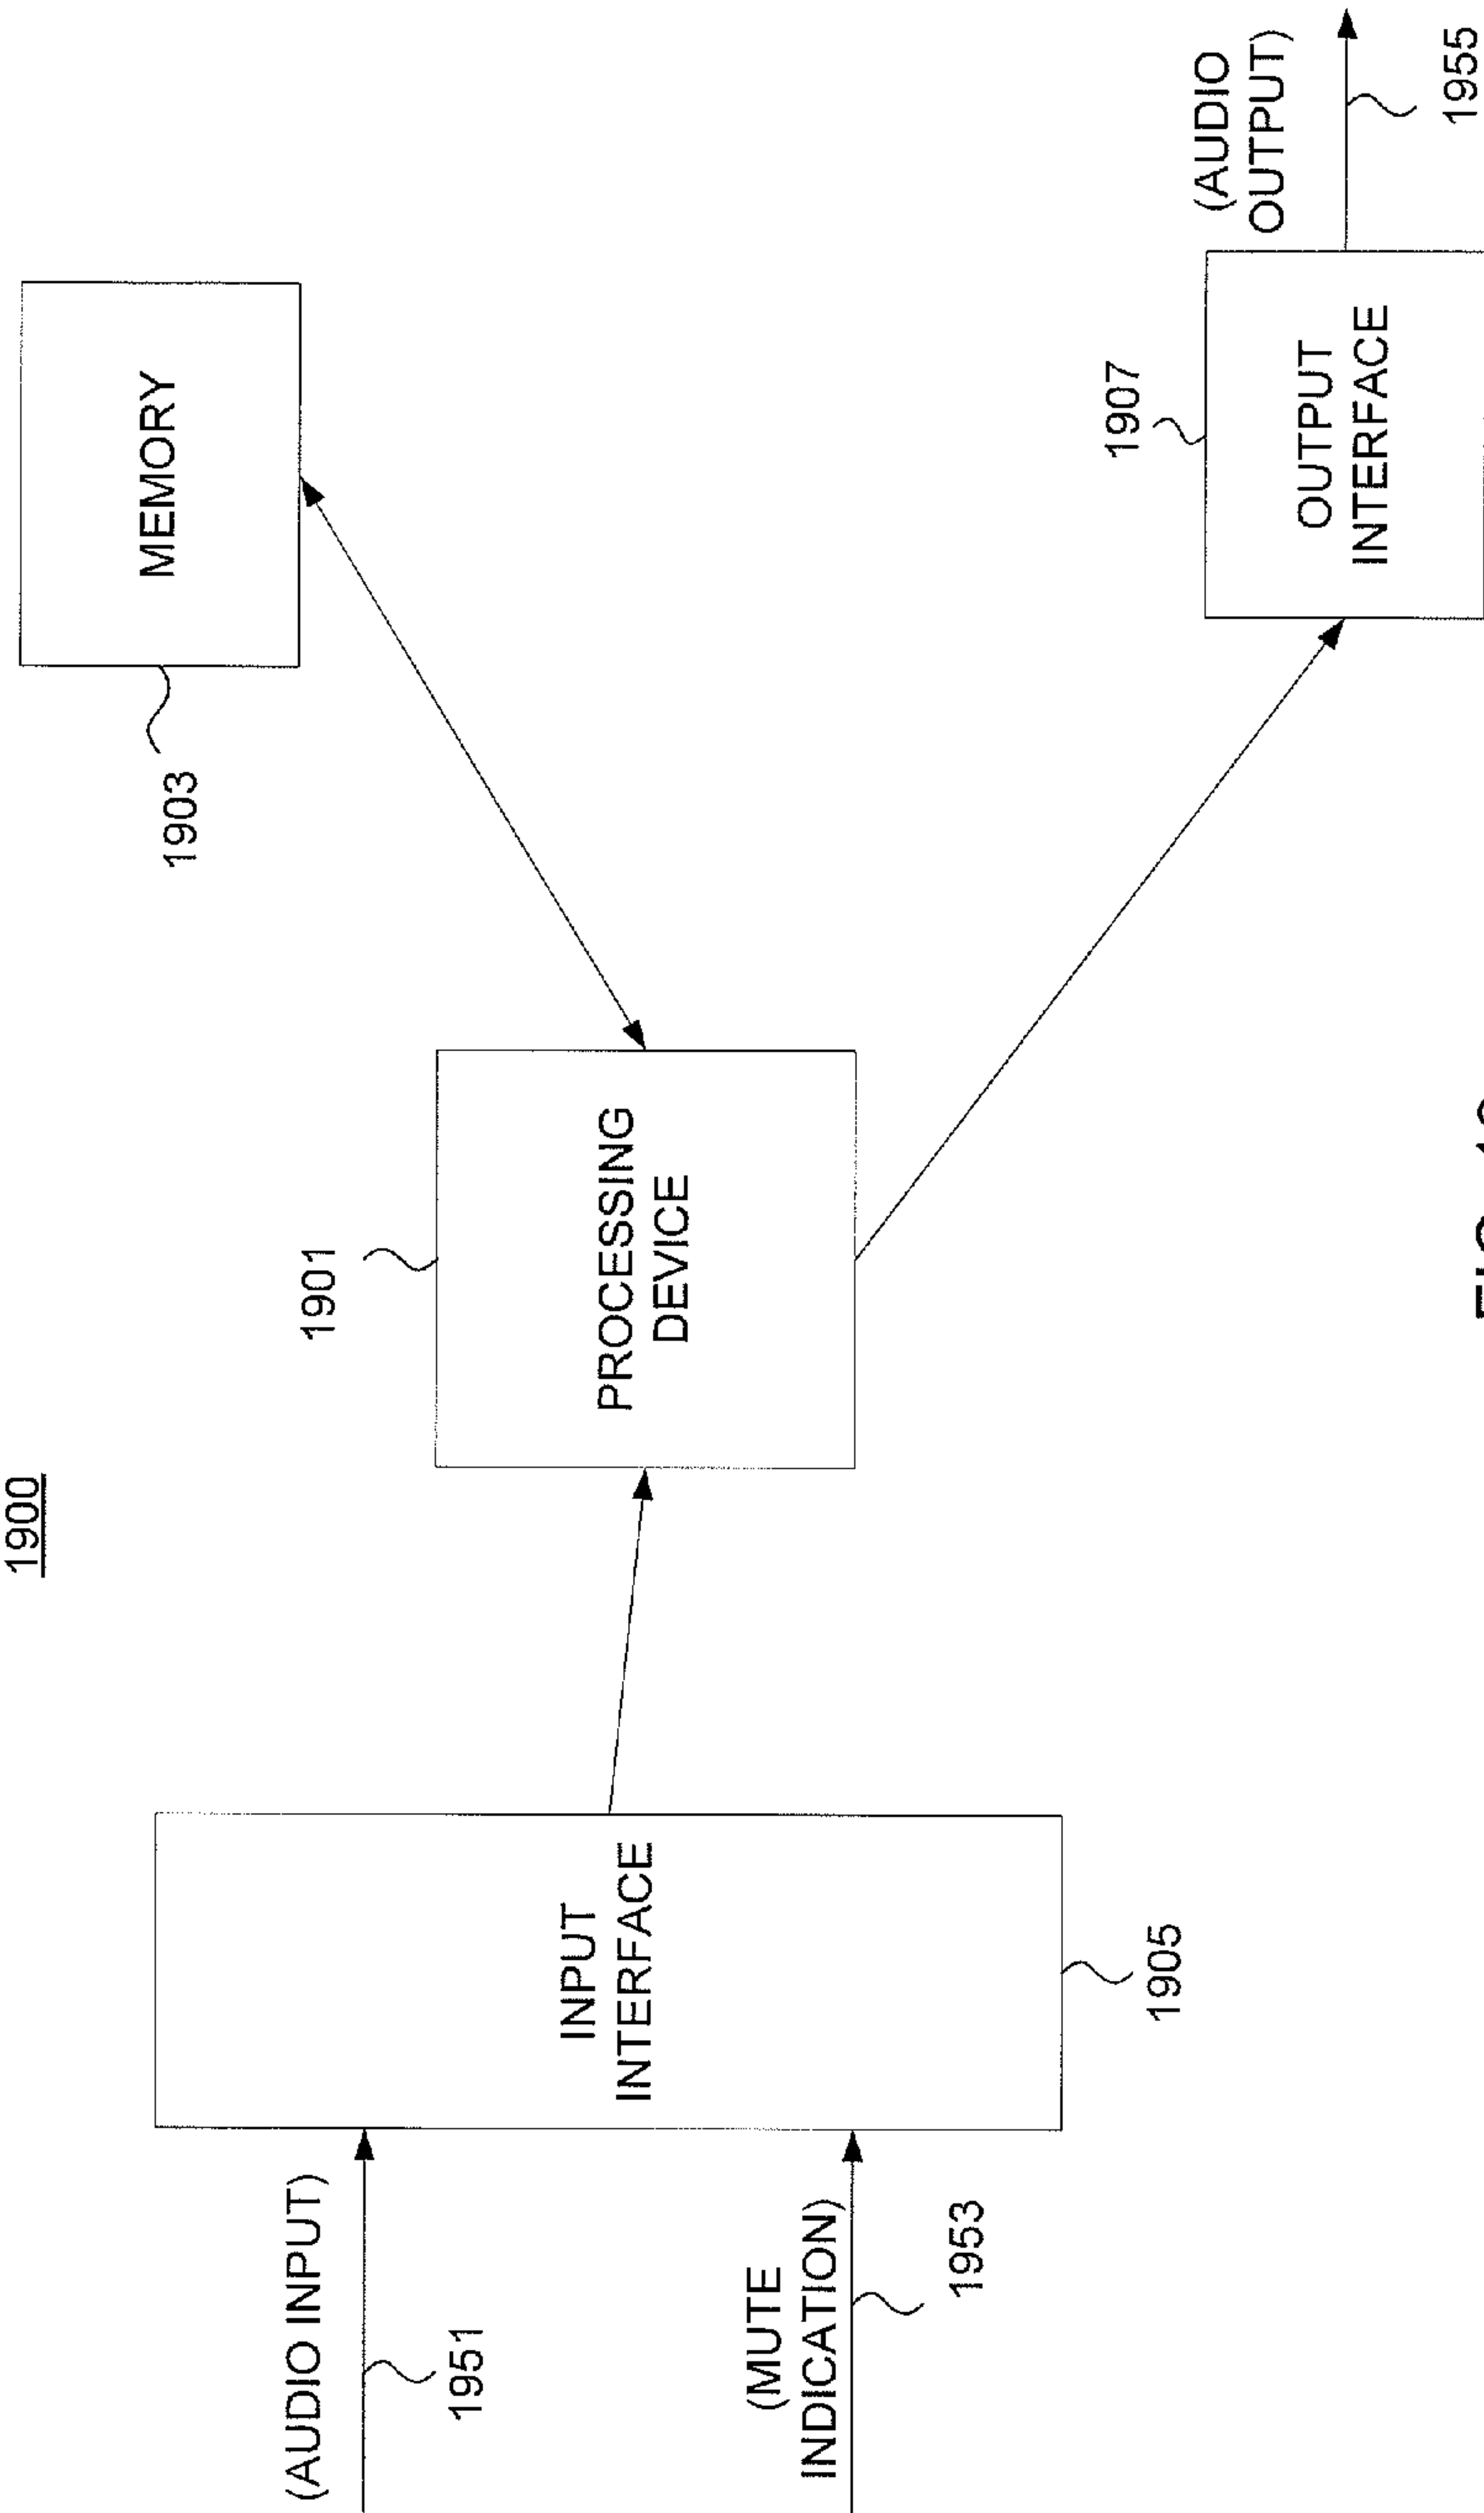 1900
MEMORY
1903
1901
PROCESSING
DEVICE
(AUDIO INPUT)
1951
INPUT
INTERFACE
(MUTE
INDICATION)
1953
1905
1907
(AUDIO
OUTPUT)
OUTPUT
INTERFACE
1955